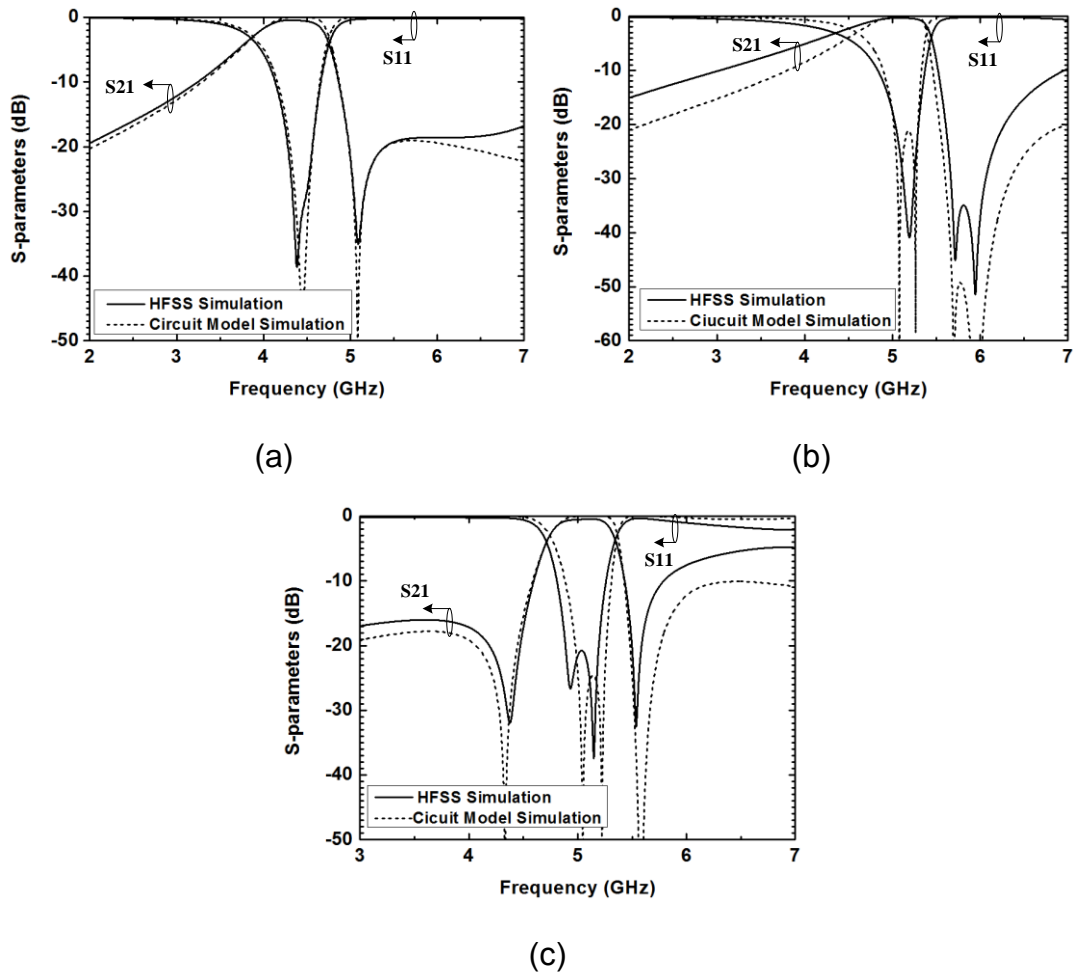 0
-10
-20
-30
-40
-50
S-parameters (dB)
S21
S11
HFSS Simulation
Circuit Model Simulation
2 3 4 5 6 7
Frequency (GHz)
(a)
0
-10
-20
-30
-40
-50
-60
S-parameters (dB)
S21
S11
HFSS Simulation
Ciucuit Model Simulation
2 3 4 5 6 7
Frequency (GHz)
(b)
0
-10
-20
-30
-40
-50
S-parameters (dB)
S21
S11
HFSS Simulation
Cicuit Model Simulation
3 4 5 6 7
Frequency (GHz)
(c)